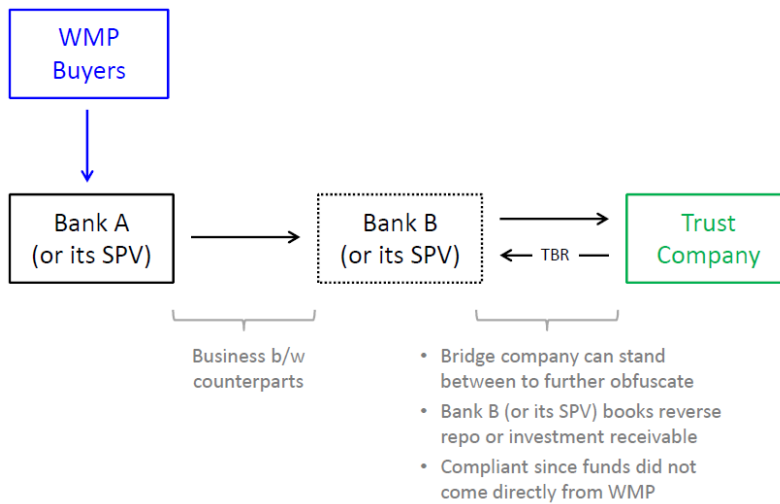 WMP
Buyers
Bank A
(or its SPV)
Bank B
(or its SPV)
TBR
Trust
Company
Business b/w
counterparts
• Bridge company can stand
between to further obfuscate
• Bank B (or its SPV) books reverse
repo or investment receivable
• Compliant since funds did not
come directly from WMP